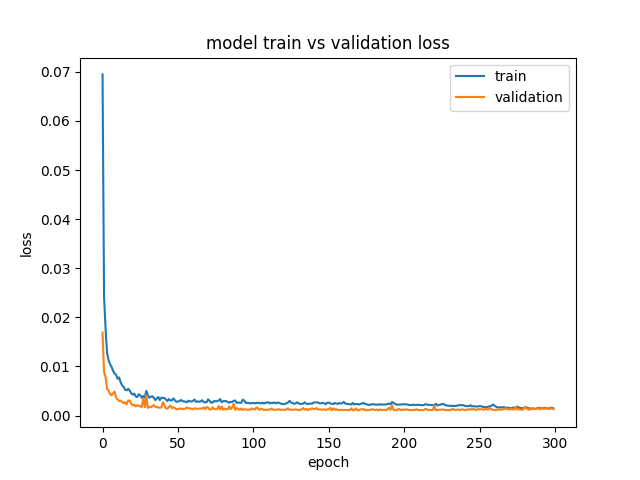 model train vs validation loss
train
validation
0.07
0.06
0.05
0.04
0.03
0.02
0.01
0.00
loss
0 50 100 150 200 250 300
epoch